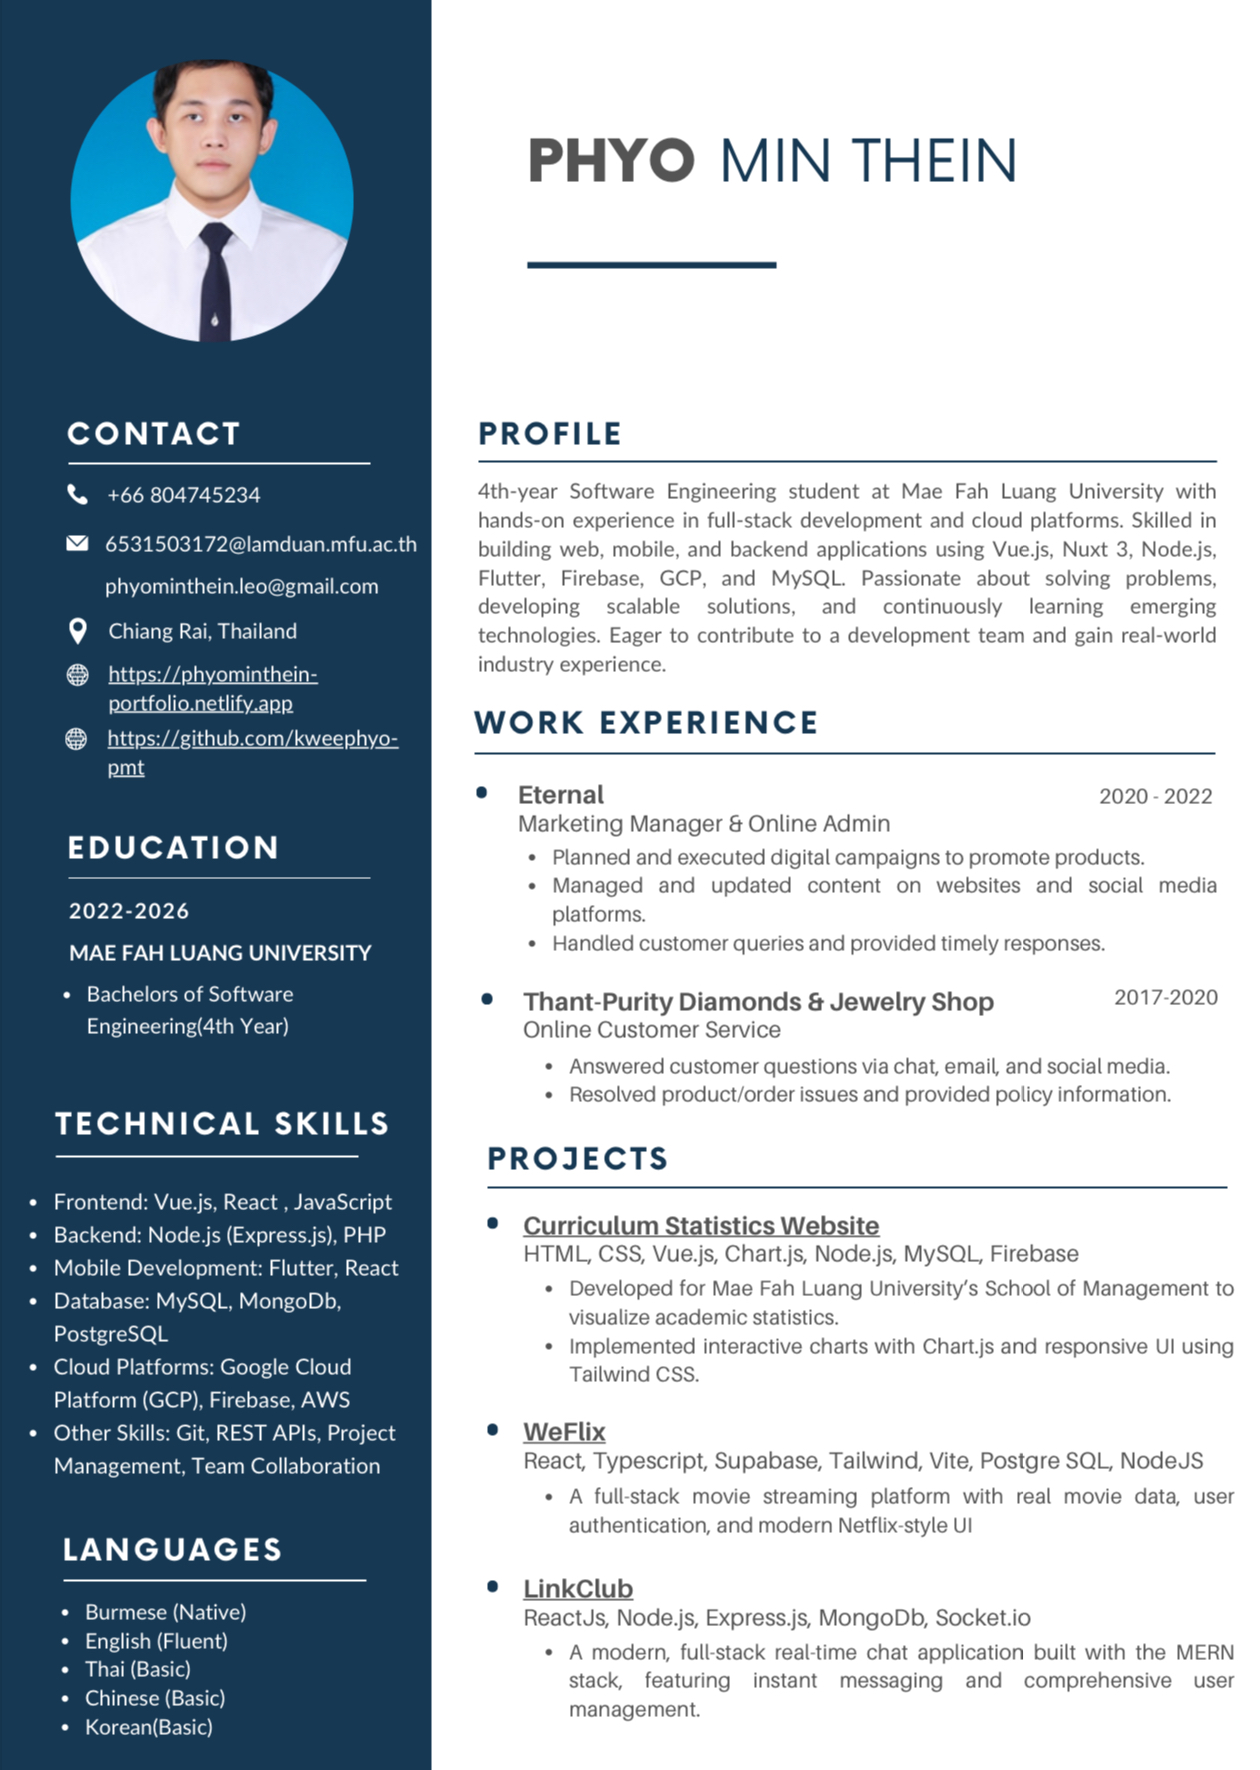 PHYO MIN THEIN
CONTACT
+66 804745234
6531503172@lamduan.mfu.ac.th
phyominthein.leo@gmail.com
Chiang Rai, Thailand
https://phyominthein-
portfolio.netlify.app
https://github.com/kweephyo-
pmt
EDUCATION
2022-2026
MAE FAH LUANG UNIVERSITY
• Bachelors of Software
Engineering(4th Year)
TECHNICAL SKILLS
• Frontend: Vue.js, React , JavaScript
• Backend: Node.js (Express.js), PHP
• Mobile Development: Flutter, React
• Database: MySQL, MongoDb,
PostgreSQL
• Cloud Platforms: Google Cloud
Platform (GCP), Firebase, AWS
• Other Skills: Git, REST APIs, Project
Management, Team Collaboration
LANGUAGES
• Burmese (Native)
• English (Fluent)
• Thai (Basic)
• Chinese (Basic)
• Korean(Basic)
PROFILE
4th-year Software Engineering student at Mae Fah Luang University with
hands-on experience in full-stack development and cloud platforms. Skilled in
building web, mobile, and backend applications using Vue.js, Nuxt 3, Node.js,
Flutter, Firebase, GCP, and MySQL. Passionate about solving problems,
developing scalable solutions, and continuously learning emerging
technologies. Eager to contribute to a development team and gain real-world
industry experience.
WORK EXPERIENCE
• Eternal 2020 - 2022
Marketing Manager & Online Admin
• Planned and executed digital campaigns to promote products.
• Managed and updated content on websites and social media
platforms.
• Handled customer queries and provided timely responses.
• Thant-Purity Diamonds & Jewelry Shop 2017-2020
Online Customer Service
• Answered customer questions via chat, email, and social media.
• Resolved product/order issues and provided policy information.
PROJECTS
• Curriculum Statistics Website
HTML, CSS, Vue.js, Chart.js, Node.js, MySQL, Firebase
• Developed for Mae Fah Luang University’s School of Management to
visualize academic statistics.
• Implemented interactive charts with Chart.js and responsive UI using
Tailwind CSS.
• WeFlix
React, Typescript, Supabase, Tailwind, Vite, Postgre SQL, NodeJS
• A full-stack movie streaming platform with real movie data, user
authentication, and modern Netflix-style UI
• LinkClub
ReactJs, Node.js, Express.js, MongoDb, Socket.io
• A modern, full-stack real-time chat application built with the MERN
stack, featuring instant messaging and comprehensive user
management.